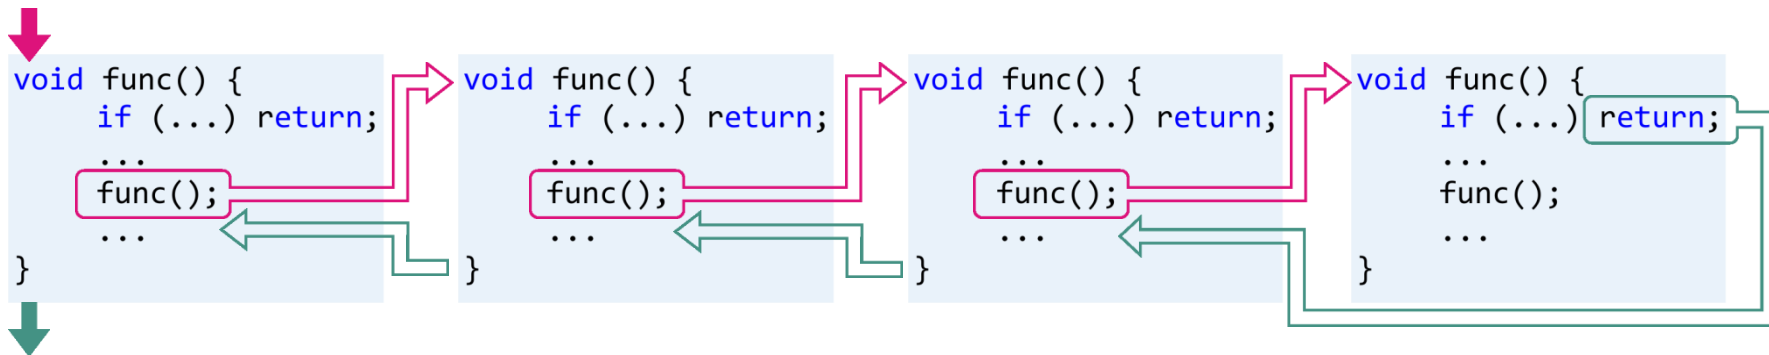 void func() {
if (...) return;
...
func();
...
}
void func() {
if (...) return;
...
func();
...
}
void func() {
if (...) return;
...
func();
...
}
void func() {
if (...) return;
...
func();
...
}